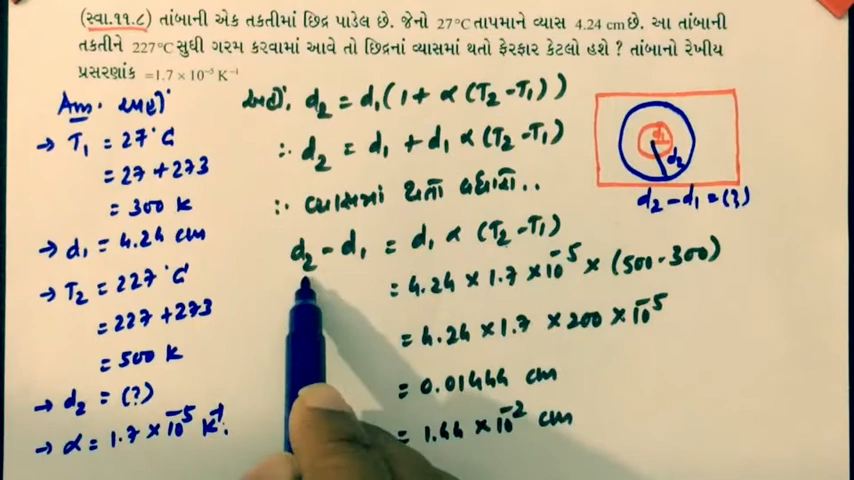 (સ્વા.૧૧.૮) તાંબાની એક તકતીમાં છિદ્ર પાડેલ છે. જેનો 27°C તાપમાને વ્યાસ 4.24 cm છે. આ તાંબાની
તકતીને 227°C સુધી ગરમ કરવામાં આવે તો છિદ્રનાં વ્યાસમાં થતો ફેરફાર કેટલો હશે ? તાંબાનો રેખીય
પ્રસરણાંક = 1.7 × 10⁻⁵ K⁻¹
Ans. અહીં
→ T₁ = 27°C
= 27 + 273
= 300 K
→ d₁ = 4.24 cm
→ T₂ = 227°C
= 227 + 273
= 500 K
→ d₂ = (?)
→ α = 1.7 × 10⁻⁵ K⁻¹.
અહીં, d₂ = d₁ (1 + α (T₂ - T₁))
∴ d₂ = d₁ + d₁ α (T₂ - T₁)
∴ વ્યાસમાં થતો વધારો..
d₂ - d₁ = d₁ α (T₂ - T₁)
= 4.24 × 1.7 × 10⁻⁵ × (500 - 300)
= 4.24 × 1.7 × 200 × 10⁻⁵
= 0.01444 cm
= 1.44 × 10⁻² cm
d₁
d₂
d₂ - d₁ = (?)